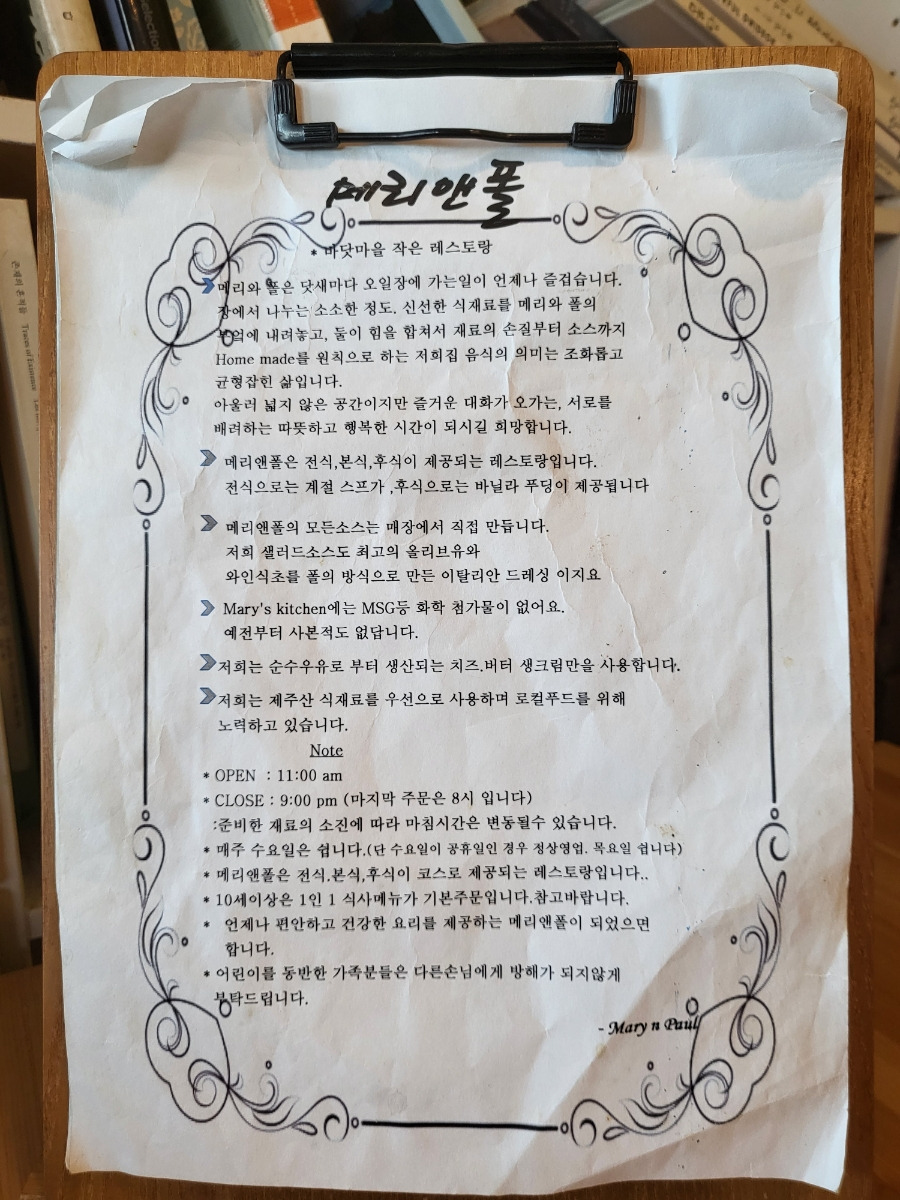 메리앤폴
* 바닷마을 작은 레스토랑
메리와 폴은 닷새마다 오일장에 가는일이 언제나 즐겁습니다.
장에서 나누는 소소한 정도. 신선한 식재료를 메리와 폴의
부엌에 내려놓고, 둘이 힘을 합쳐서 재료의 손질부터 소스까지
Home made를 원칙으로 하는 저희집 음식의 의미는 조화롭고
균형잡힌 삶입니다.
아울러 넓지 않은 공간이지만 즐거운 대화가 오가는, 서로를
배려하는 따뜻하고 행복한 시간이 되시길 희망합니다.
메리앤폴은 전식,본식,후식이 제공되는 레스토랑입니다.
전식으로는 계절 스프가 ,후식으로는 바닐라 푸딩이 제공됩니다
메리앤폴의 모든소스는 매장에서 직접 만듭니다.
저희 샐러드소스도 최고의 올리브유와
와인식초를 폴의 방식으로 만든 이탈리안 드레싱 이지요
Mary's kitchen에는 MSG등 화학 첨가물이 없어요.
예전부터 사본적도 없답니다.
저희는 순수우유로 부터 생산되는 치즈.버터 생크림만을 사용합니다.
저희는 제주산 식재료를 우선으로 사용하며 로컬푸드를 위해
노력하고 있습니다.
Note
* OPEN : 11:00 am
* CLOSE : 9:00 pm (마지막 주문은 8시 입니다)
:준비한 재료의 소진에 따라 마침시간은 변동될수 있습니다.
* 매주 수요일은 쉽니다.(단 수요일이 공휴일인 경우 정상영업. 목요일 쉽니다)
* 메리앤폴은 전식.본식,후식이 코스로 제공되는 레스토랑입니다..
* 10세이상은 1인 1 식사메뉴가 기본주문입니다.참고바랍니다.
* 언제나 편안하고 건강한 요리를 제공하는 메리앤폴이 되었으면
합니다.
* 어린이를 동반한 가족분들은 다른손님에게 방해가 되지않게
부탁드립니다.
- Mary n Paul